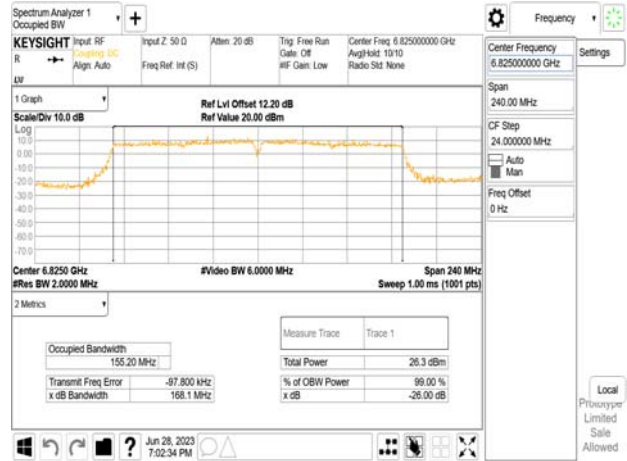 Spectrum Analyzer 1
Occupied BW
Frequency
KEYSIGHT
Input: RF
Coupling: DC
Align: Auto
Input Z: 50 Ω
Freq Ref: Int (S)
Atten: 20 dB
Trig: Free Run
Gate: Off
#IF Gain: Low
Center Freq: 6.825000000 GHz
Avg|Hold: 10/10
Radio Std: None
R
LXI
1 Graph
Scale/Div 10.0 dB
Ref Lvl Offset 12.20 dB
Ref Value 20.00 dBm
Log
10.0
0.00
-10.0
-20.0
-30.0
-40.0
-50.0
-60.0
-70.0
Center 6.8250 GHz
#Res BW 2.0000 MHz
#Video BW 6.0000 MHz
Span 240 MHz
Sweep 1.00 ms (1001 pts)
2 Metrics
Measure Trace
Trace 1
Occupied Bandwidth
155.20 MHz
Total Power
26.3 dBm
Transmit Freq Error
-97.800 kHz
% of OBW Power
99.00 %
x dB Bandwidth
168.1 MHz
x dB
-26.00 dB
Jun 28, 2023
7:02:34 PM
Center Frequency
6.825000000 GHz
Settings
Span
240.00 MHz
CF Step
24.000000 MHz
Auto
Man
Freq Offset
0 Hz
Local
Prototype
Limited
Sale
Allowed